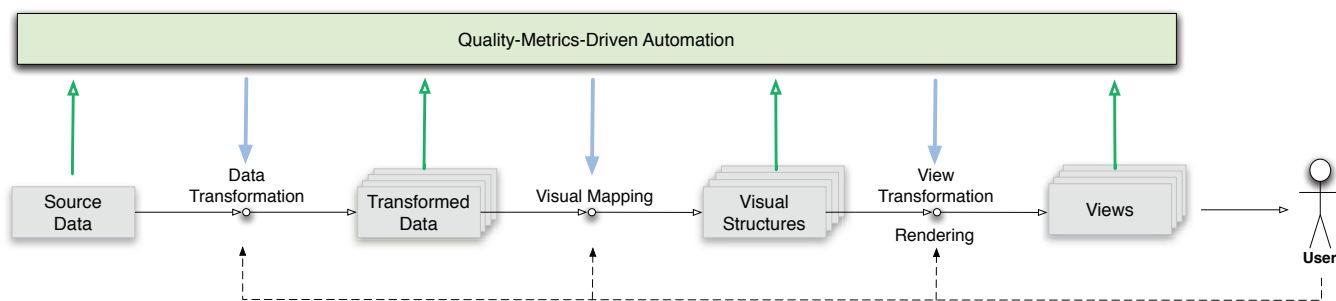 Quality-Metrics-Driven Automation
Source
Data
Data
Transformation
Transformed
Data
Visual Mapping
Visual
Structures
View
Transformation
Rendering
Views
User